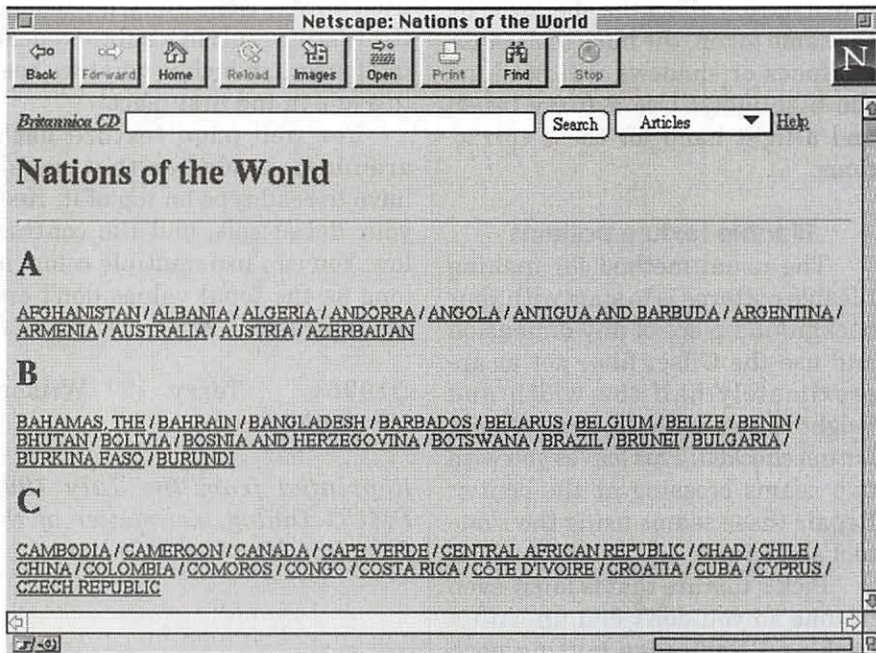 Netscape: Nations of the World
Back Forward Home Reload Images Open Print Find Stop
N
Britannica CD Search Articles Help
Nations of the World
A
AFGHANISTAN / ALBANIA / ALGERIA / ANDORRA / ANGOLA / ANTIGUA AND BARBUDA / ARGENTINA /
ARMENIA / AUSTRALIA / AUSTRIA / AZERBAIJAN
B
BAHAMAS, THE / BAHRAIN / BANGLADESH / BARBADOS / BELARUS / BELGIUM / BELIZE / BENIN /
BHUTAN / BOLIVIA / BOSNIA AND HERZEGOVINA / BOTSWANA / BRAZIL / BRUNEI / BULGARIA /
BURKINA FASO / BURUNDI
C
CAMBODIA / CAMEROON / CANADA / CAPE VERDE / CENTRAL AFRICAN REPUBLIC / CHAD / CHILE /
CHINA / COLOMBIA / COMOROS / CONGO / COSTA RICA / CÔTE D'IVOIRE / CROATIA / CUBA / CYPRUS /
CZECH REPUBLIC